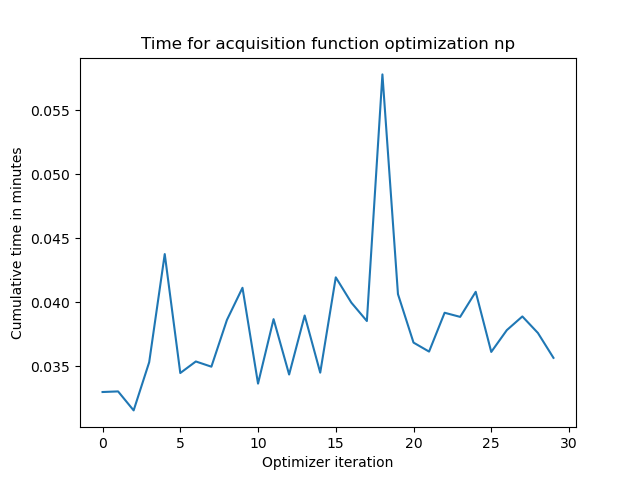 Time for acquisition function optimization np
Cumulative time in minutes
0.055
0.050
0.045
0.040
0.035
0 5 10 15 20 25 30
Optimizer iteration